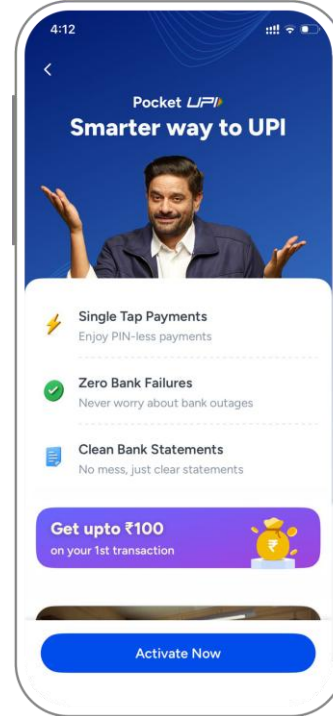 4:12
Pocket UPI
Smarter way to UPI
Single Tap Payments
Enjoy PIN-less payments
Zero Bank Failures
Never worry about bank outages
Clean Bank Statements
No mess, just clear statements
Get upto ₹100
on your 1st transaction
₹
Activate Now